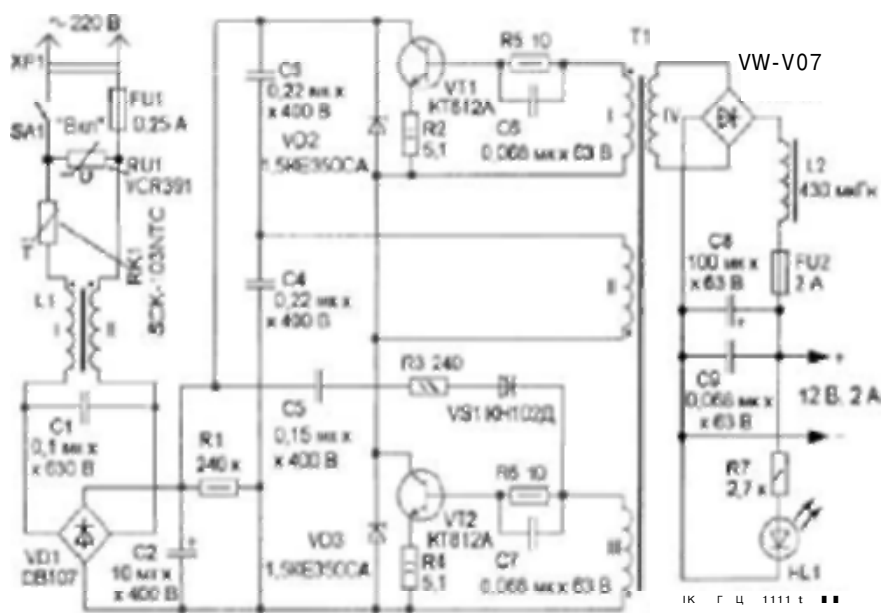 ~ 220 В
XP1
FU1
0,25 A
SA1
"Вкл"
RU1
VCR391
RK1
SCK-103NTC
T
L1
I
II
C1
0,1 мк x
x 630 В
VD1
DB107
C2
10 мк x
x 400 В
R1
240 к
C3
0,22 мк x
x 400 В
VD2
1,5KE350CA
C4
0,22 мк x
x 400 В
C5
0,15 мк x
x 400 В
VD3
1,5KE350CA
VT1
КТ812А
R2
5,1
R5 10
C6
0,068 мк x 63 В
R3 240
VS1 КН102Д
R6 10
VT2
КТ812А
R4
5,1
C7
0,068 мк x 63 В
T1
I
II
III
IV
VW-V07
L2
430 мкГн
C8
100 мк x
x 63 В
FU2
2 A
+
C9
0,068 мк x
x 63 В
12 В, 2 А
−
R7
2,7 к
HL1